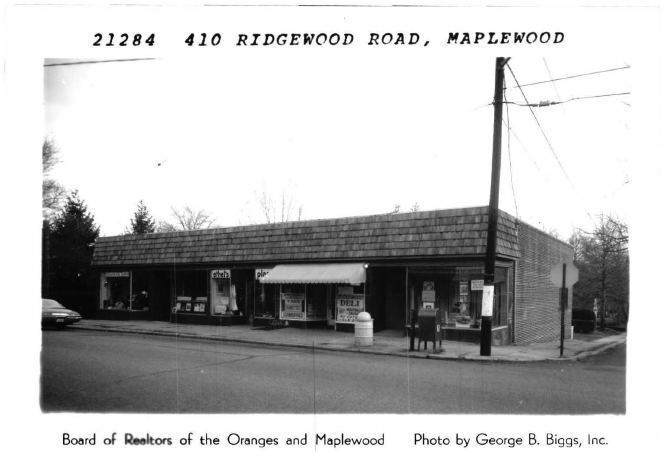 21284 410 RIDGEWOOD ROAD, MAPLEWOOD
DELI
Board of Realtors of the Oranges and Maplewood Photo by George B. Biggs, Inc.